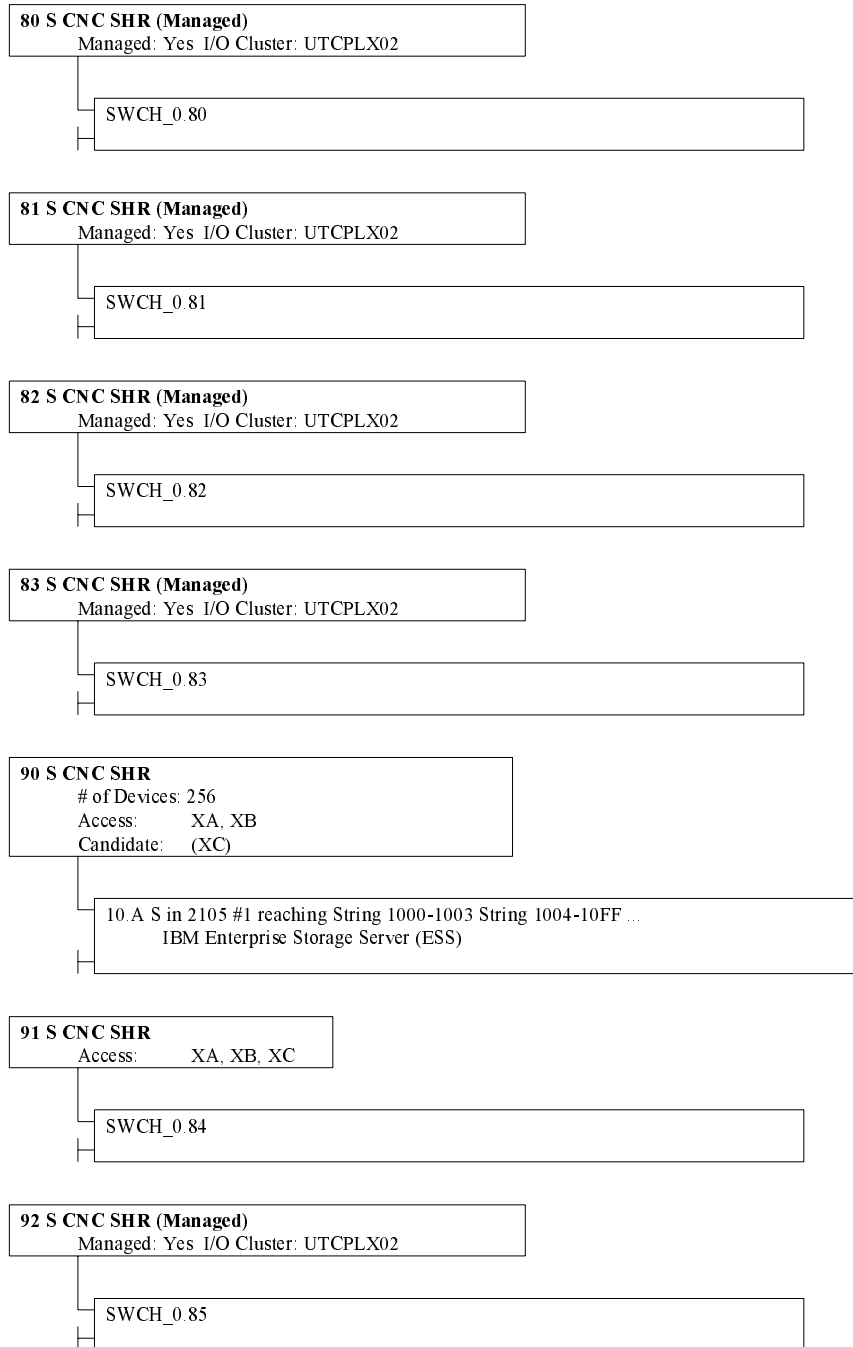 80 S CNC SHR (Managed)
Managed: Yes I/O Cluster: UTCPLX02
SWCH_0.80
81 S CNC SHR (Managed)
Managed: Yes I/O Cluster: UTCPLX02
SWCH_0.81
82 S CNC SHR (Managed)
Managed: Yes I/O Cluster: UTCPLX02
SWCH_0.82
83 S CNC SHR (Managed)
Managed: Yes I/O Cluster: UTCPLX02
SWCH_0.83
90 S CNC SHR
# of Devices: 256
Access: XA, XB
Candidate: (XC)
10.A S in 2105 #1 reaching String 1000-1003 String 1004-10FF ...
IBM Enterprise Storage Server (ESS)
91 S CNC SHR
Access: XA, XB, XC
SWCH_0.84
92 S CNC SHR (Managed)
Managed: Yes I/O Cluster: UTCPLX02
SWCH_0.85